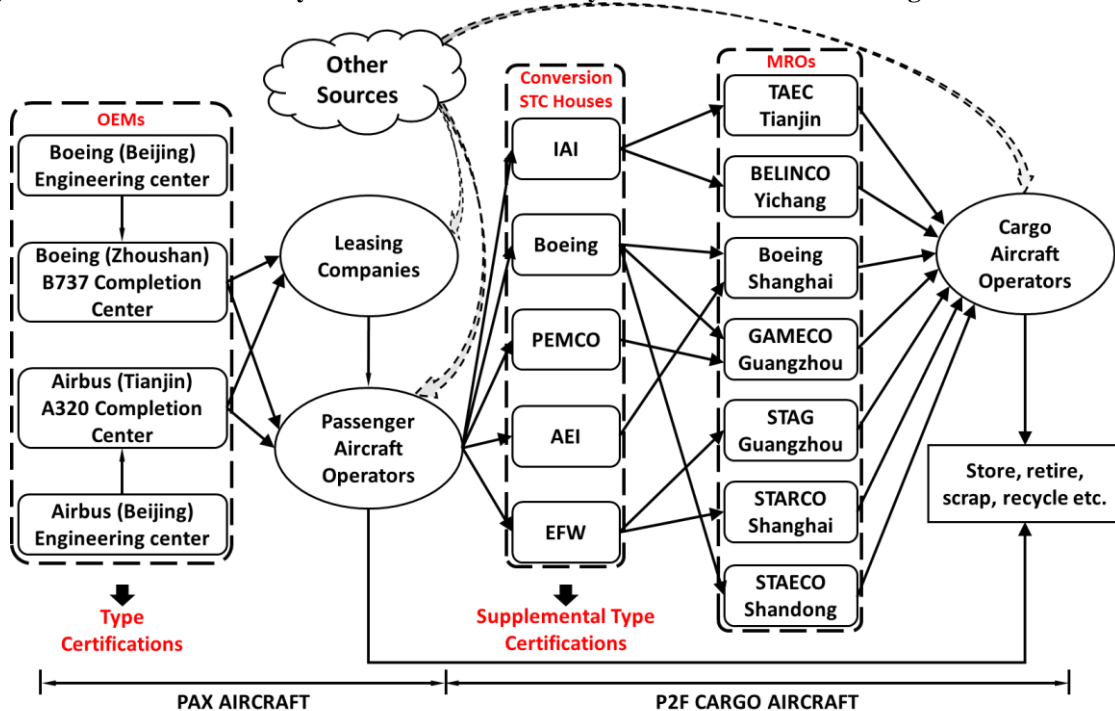 Other
Sources
OEMs
Boeing (Beijing)
Engineering center
Boeing (Zhoushan)
B737 Completion
Center
Airbus (Tianjin)
A320 Completion
Center
Airbus (Beijing)
Engineering center
Type
Certifications
Leasing
Companies
Passenger
Aircraft
Operators
Conversion
STC Houses
IAI
Boeing
PEMCO
AEI
EFW
Supplemental Type
Certifications
MROs
TAEC
Tianjin
BELINCO
Yichang
Boeing
Shanghai
GAMECO
Guangzhou
STAG
Guangzhou
STARCO
Shanghai
STAECO
Shandong
Cargo
Aircraft
Operators
Store, retire,
scrap, recycle etc.
PAX AIRCRAFT
P2F CARGO AIRCRAFT